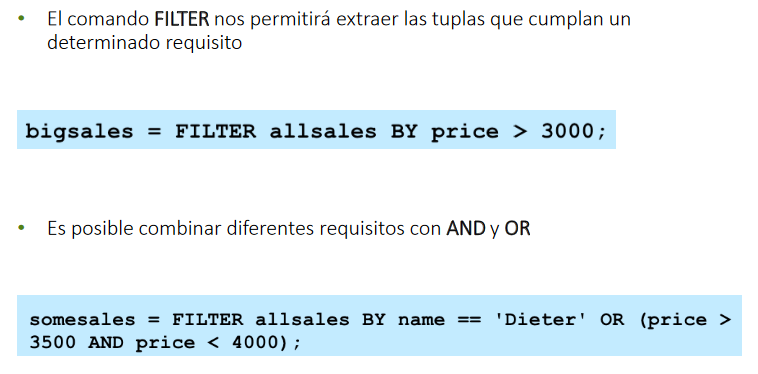 • El comando FILTER nos permitirá extraer las tuplas que cumplan un
determinado requisito
bigsales = FILTER allsales BY price > 3000;
• Es posible combinar diferentes requisitos con AND y OR
somesales = FILTER allsales BY name == 'Dieter' OR (price >
3500 AND price < 4000);